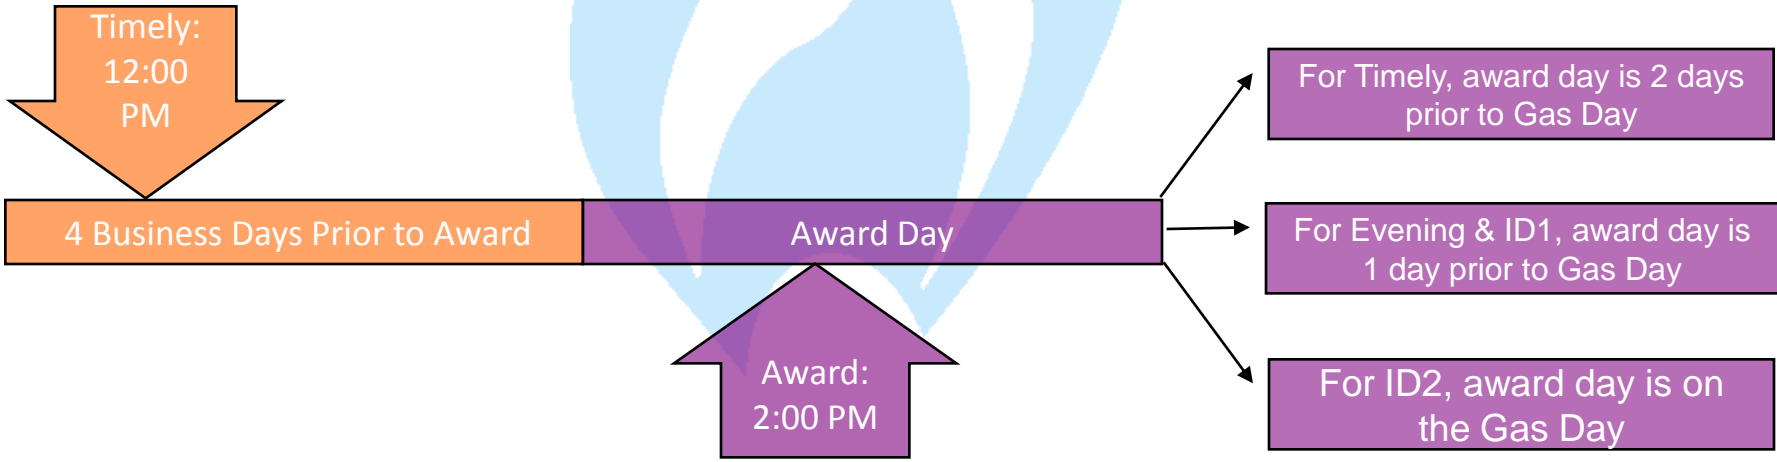 Timely:
12:00
PM
4 Business Days Prior to Award
Award Day
Award:
2:00 PM
For Timely, award day is 2 days
prior to Gas Day
For Evening & ID1, award day is
1 day prior to Gas Day
For ID2, award day is on
the Gas Day